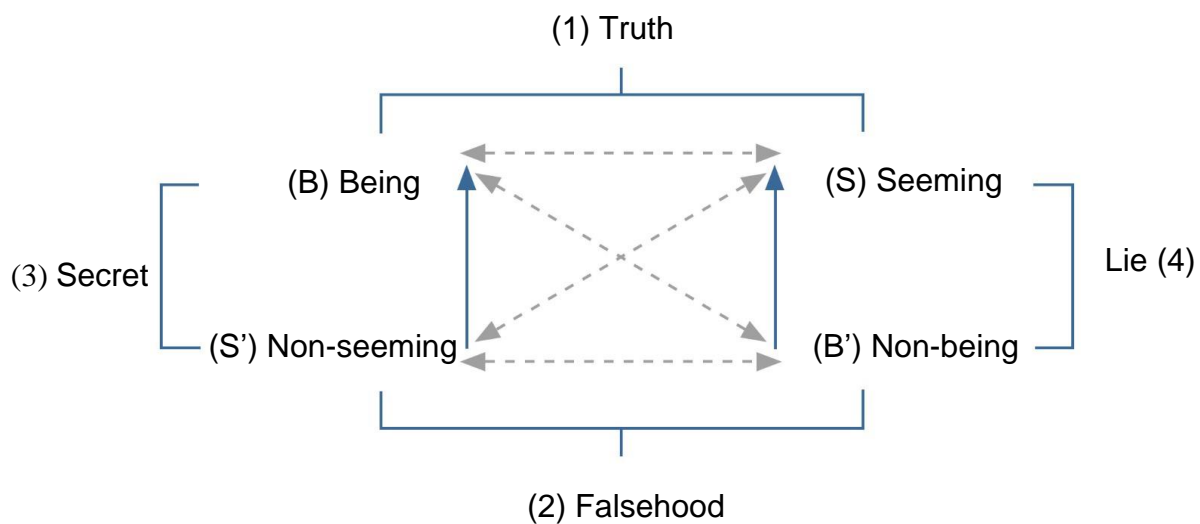 (1) Truth
(B) Being
(S) Seeming
(3) Secret
Lie (4)
(S’) Non-seeming
(B’) Non-being
(2) Falsehood